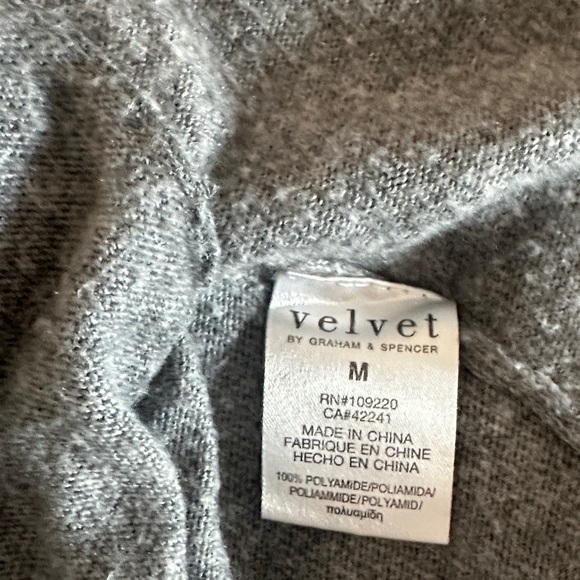 velvet
BY GRAHAM & SPENCER
M
RN#109220
CA#42241
MADE IN CHINA
FABRIQUE EN CHINE
HECHO EN CHINA
100% POLYAMIDE/POLIAMIDA/
POLIAMMIDE/POLYAMID/
πολυαμίδη